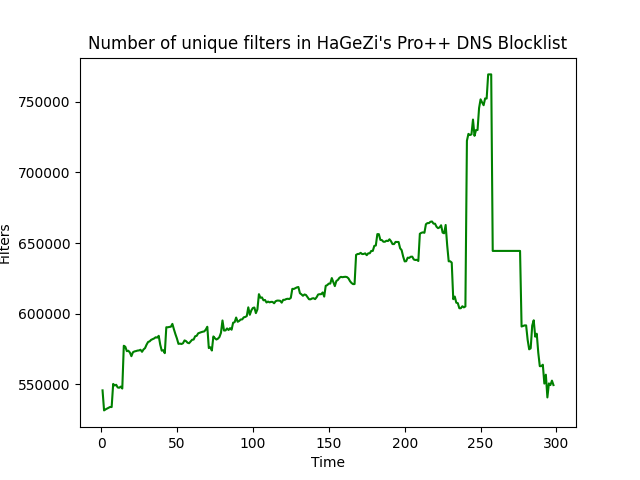 Number of unique filters in HaGeZi's Pro++ DNS Blocklist
750000
700000
650000
600000
550000
Filters
0 50 100 150 200 250 300
Time